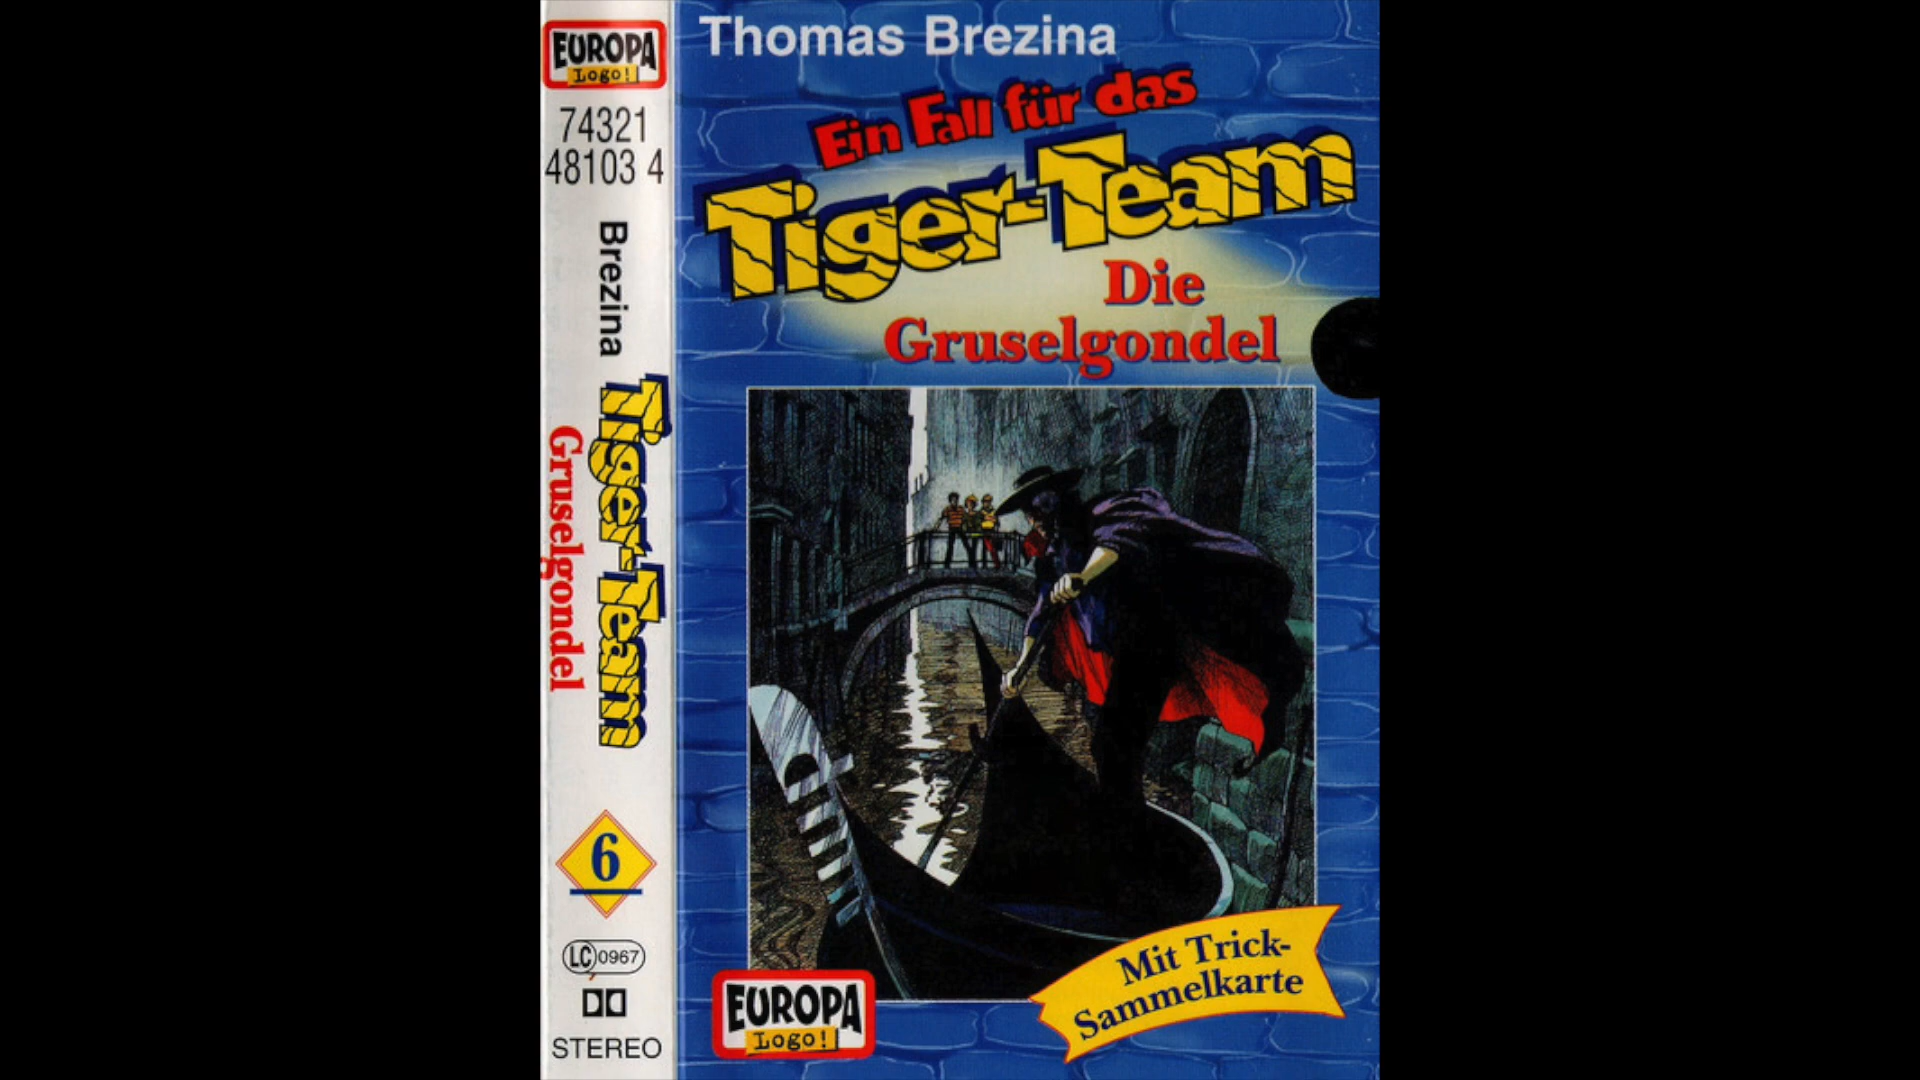 EUROPA
Logo!
74321
48103 4
Brezina
Tiger-Team
Gruselgondel
6
LC 0967
STEREO
Thomas Brezina
Ein Fall für das
Tiger-Team
Die
Gruselgondel
Mit Trick-
Sammelkarte
EUROPA
Logo!